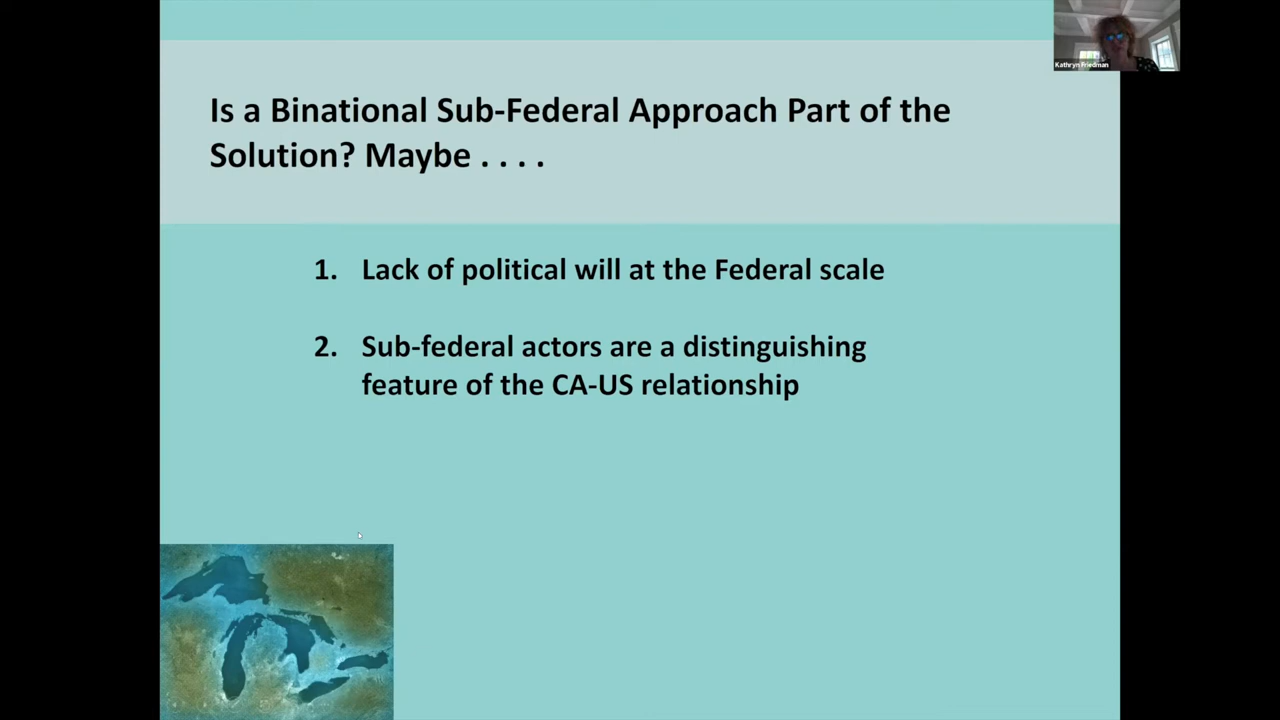 Kathryn Friedman
Is a Binational Sub-Federal Approach Part of the
Solution? Maybe . . . .
1. Lack of political will at the Federal scale
2. Sub-federal actors are a distinguishing
feature of the CA-US relationship